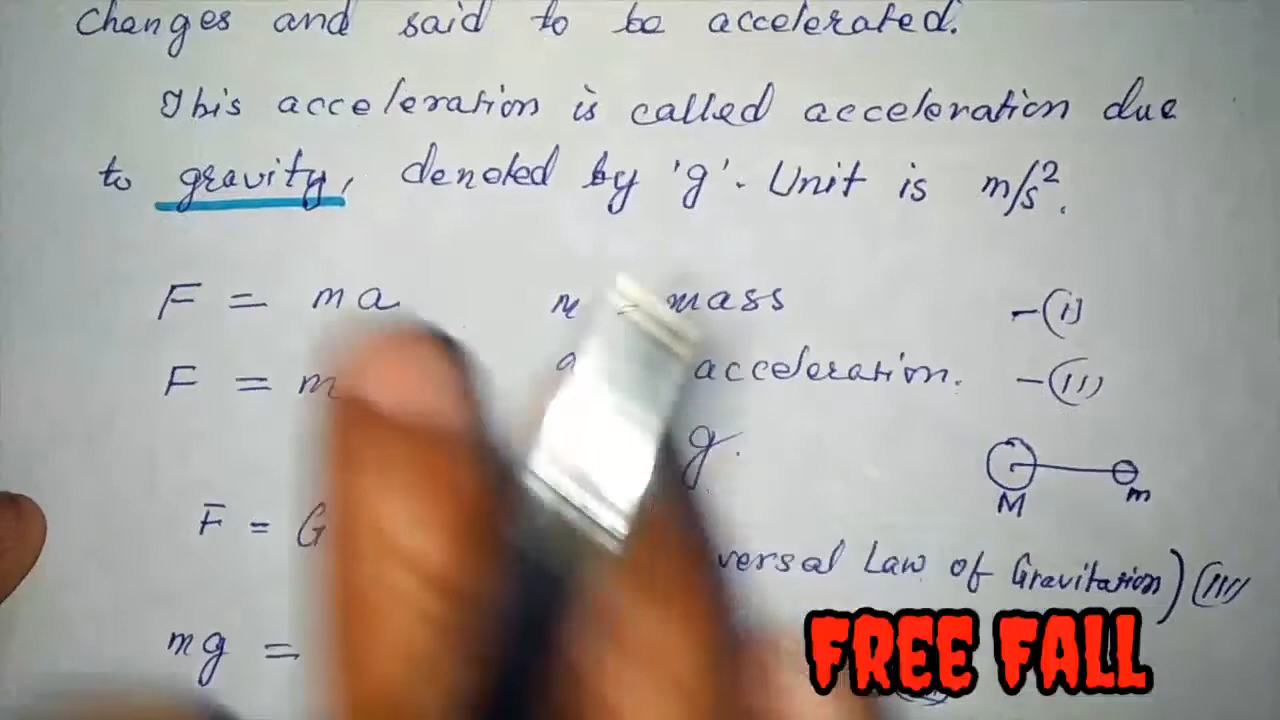 changes and said to be accelerated.
This acceleration is called acceleration due
to gravity, denoted by 'g'. Unit is m/s².
F = ma m = mass -(i)
F = m acceleration. -(ii)
g.
M m
F = G versal Law of Gravitation) (iii)
mg =
FREE FALL